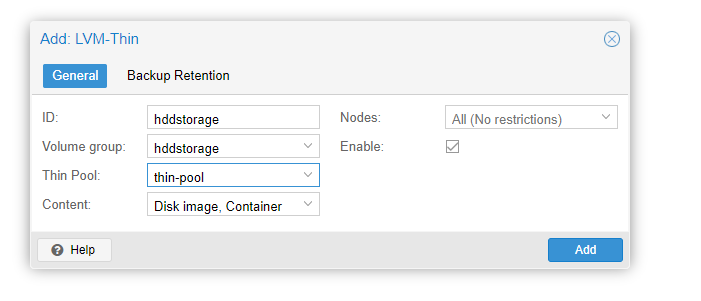 Add: LVM-Thin
General Backup Retention
ID: hddstorage Nodes: All (No restrictions)
Volume group: hddstorage Enable:
Thin Pool: thin-pool
Content: Disk image, Container
? Help Add